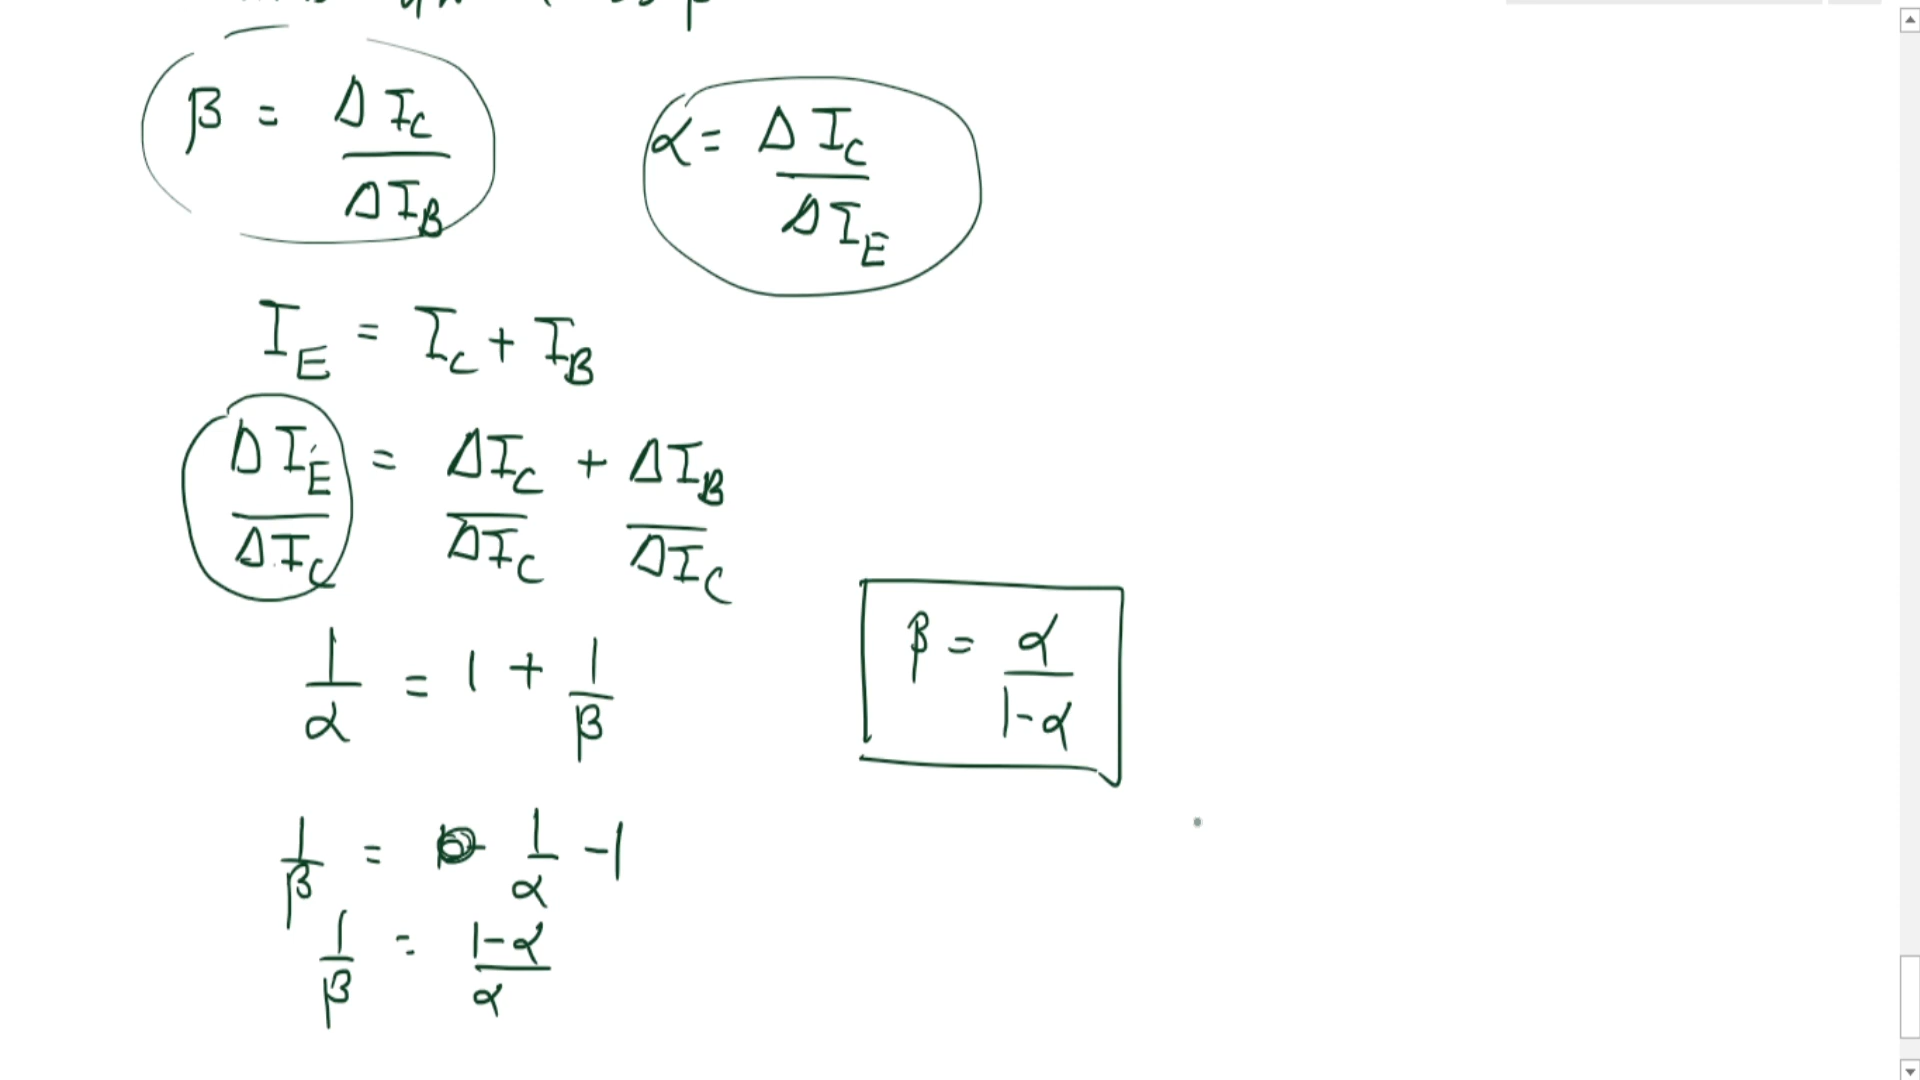 β = ΔI_C / ΔI_B
α = ΔI_C / ΔI_E
I_E = I_C + I_B
ΔI_E / ΔI_C = ΔI_C / ΔI_C + ΔI_B / ΔI_C
1/α = 1 + 1/β
β = α / 1-α
1/β = 1/α -1
1/β = 1-α / α